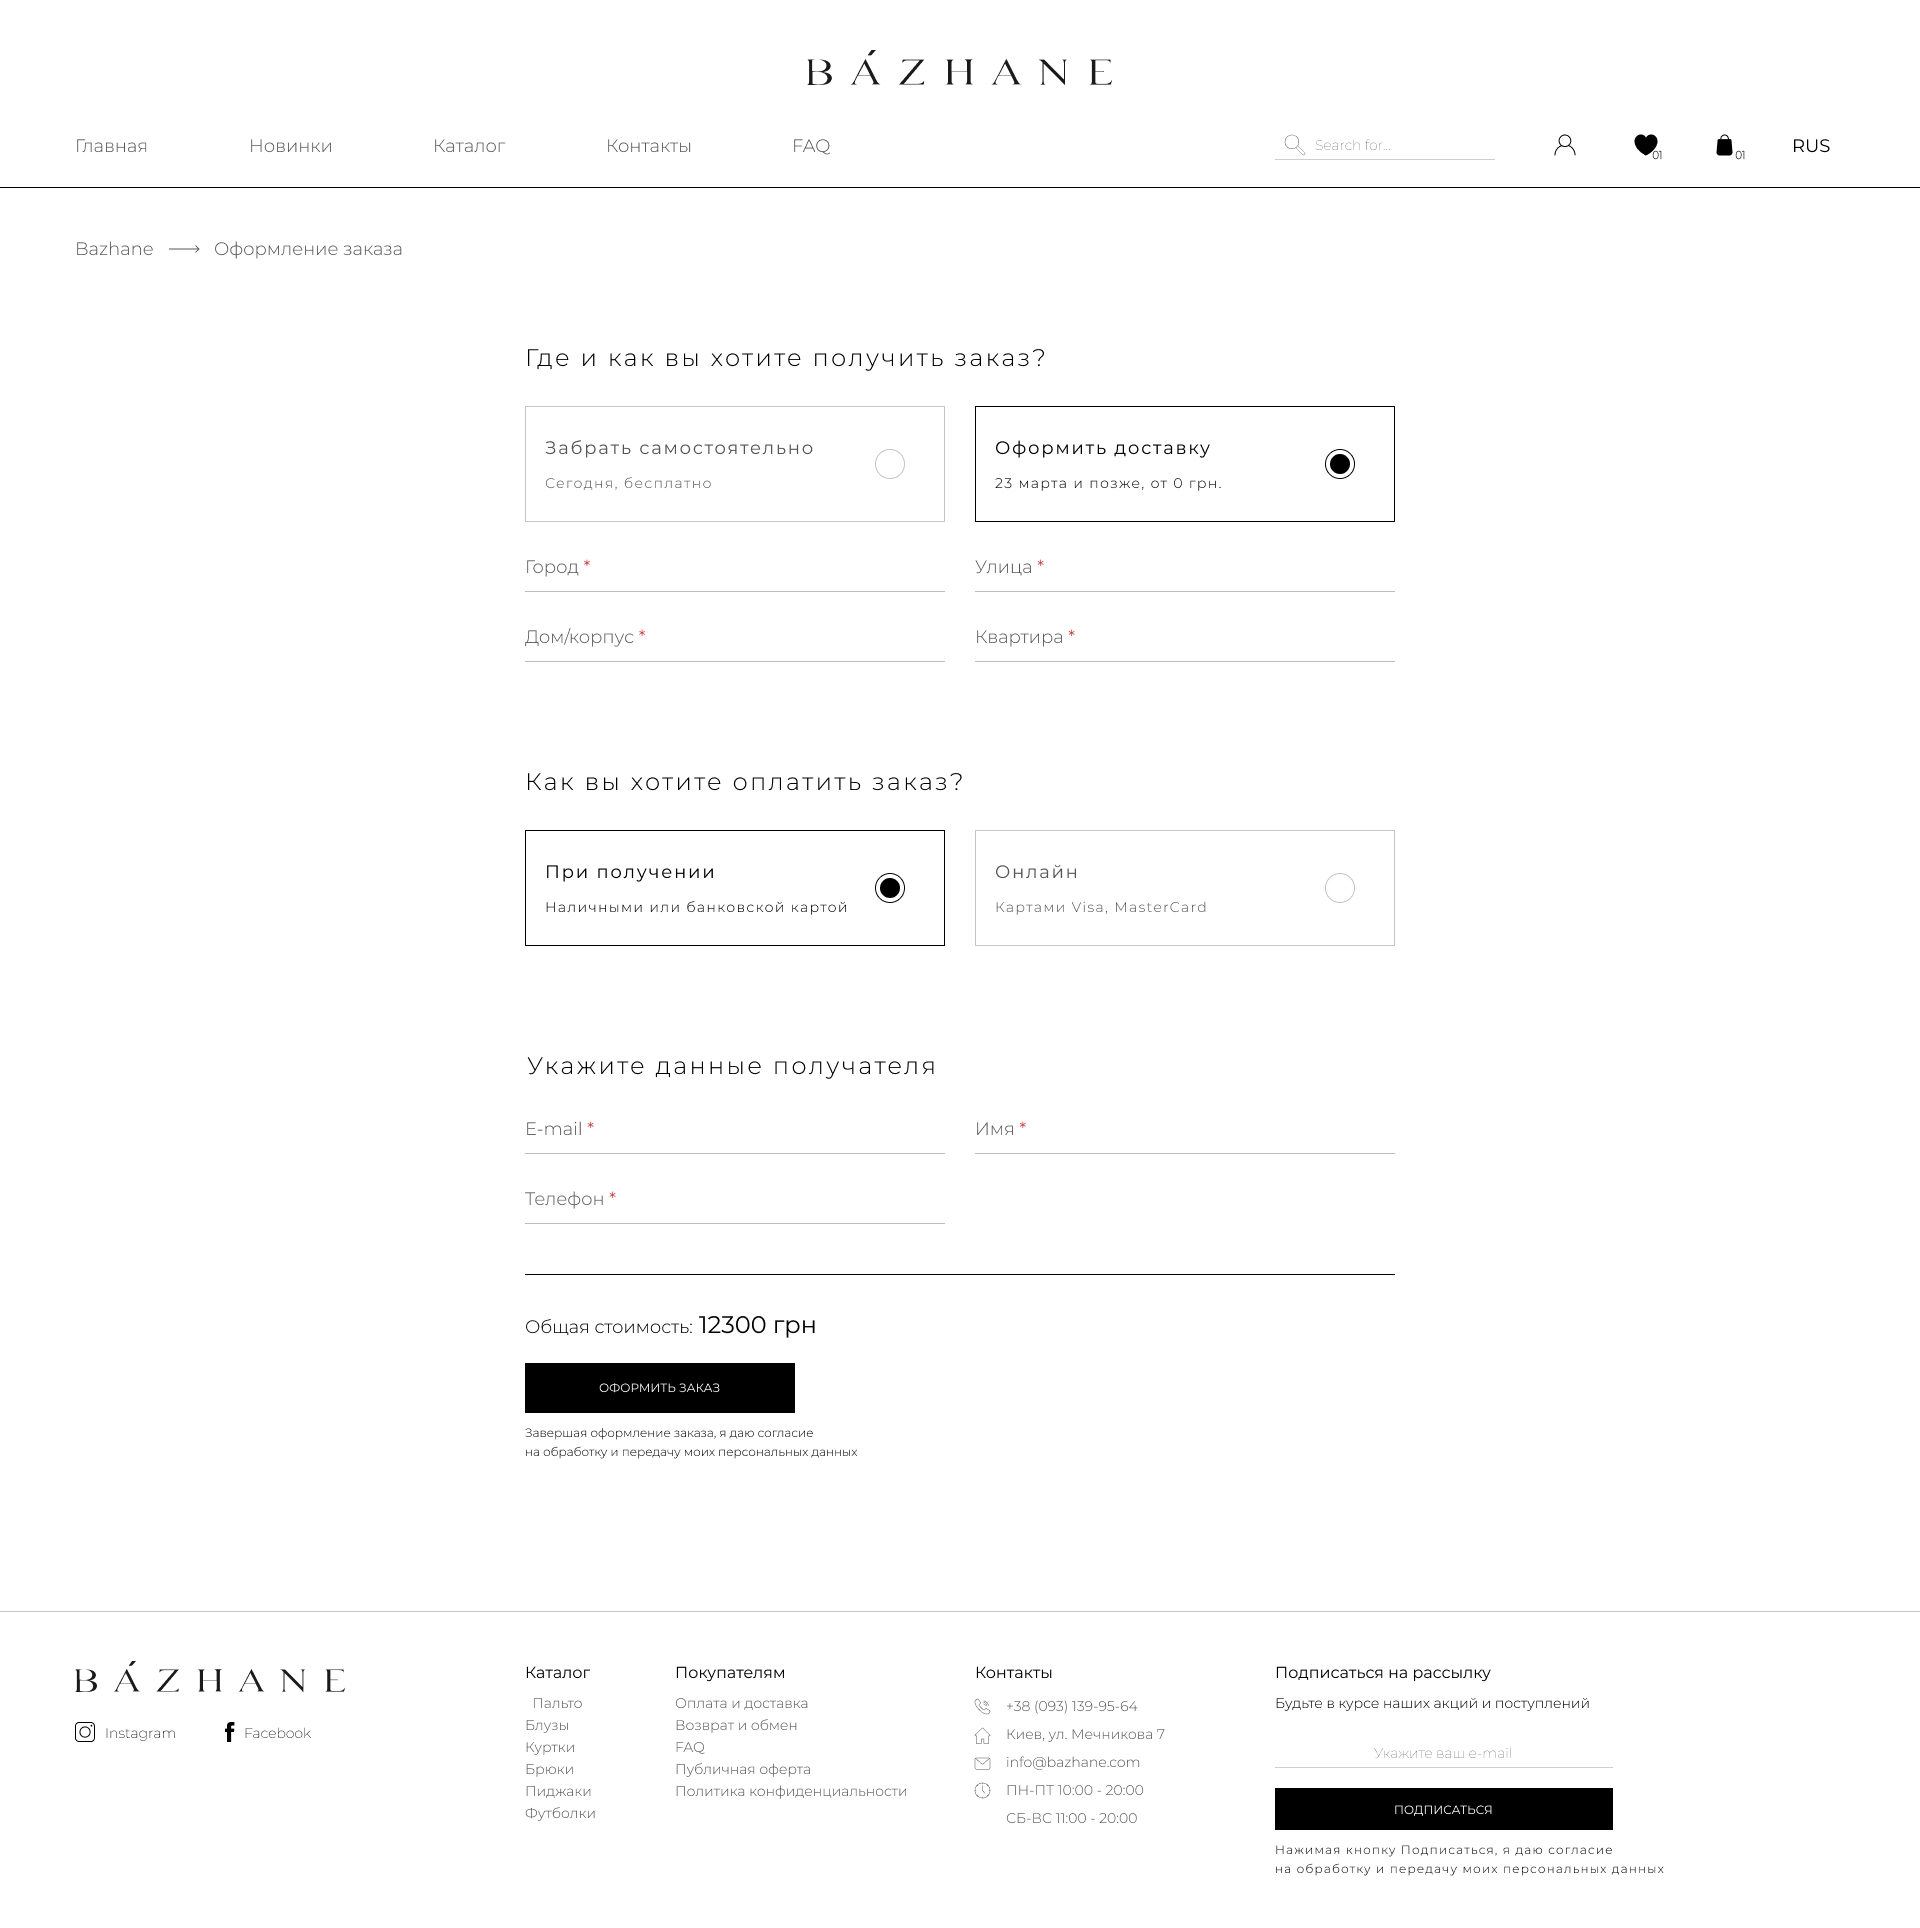 BÁZHANE
Главная Новинки Каталог Контакты FAQ Search for... 01 01 RUS
Bazhane Оформление заказа
Где и как вы хотите получить заказ?
Забрать самостоятельно
Сегодня, бесплатно
Оформить доставку
23 марта и позже, от 0 грн.
Город *
Улица *
Дом/корпус *
Квартира *
Как вы хотите оплатить заказ?
При получении
Наличными или банковской картой
Онлайн
Картами Visa, MasterCard
Укажите данные получателя
E-mail *
Имя *
Телефон *
Общая стоимость: 12300 грн
ОФОРМИТЬ ЗАКАЗ
Завершая оформление заказа, я даю согласие
на обработку и передачу моих персональных данных
BÁZHANE
Instagram Facebook
Каталог
Пальто
Блузы
Куртки
Брюки
Пиджаки
Футболки
Покупателям
Оплата и доставка
Возврат и обмен
FAQ
Публичная оферта
Политика конфиденциальности
Контакты
+38 (093) 139-95-64
Киев, ул. Мечникова 7
info@bazhane.com
ПН-ПТ 10:00 - 20:00
СБ-ВС 11:00 - 20:00
Подписаться на рассылку
Будьте в курсе наших акций и поступлений
Укажите ваш e-mail
ПОДПИСАТЬСЯ
Нажимая кнопку Подписаться, я даю согласие
на обработку и передачу моих персональных данных